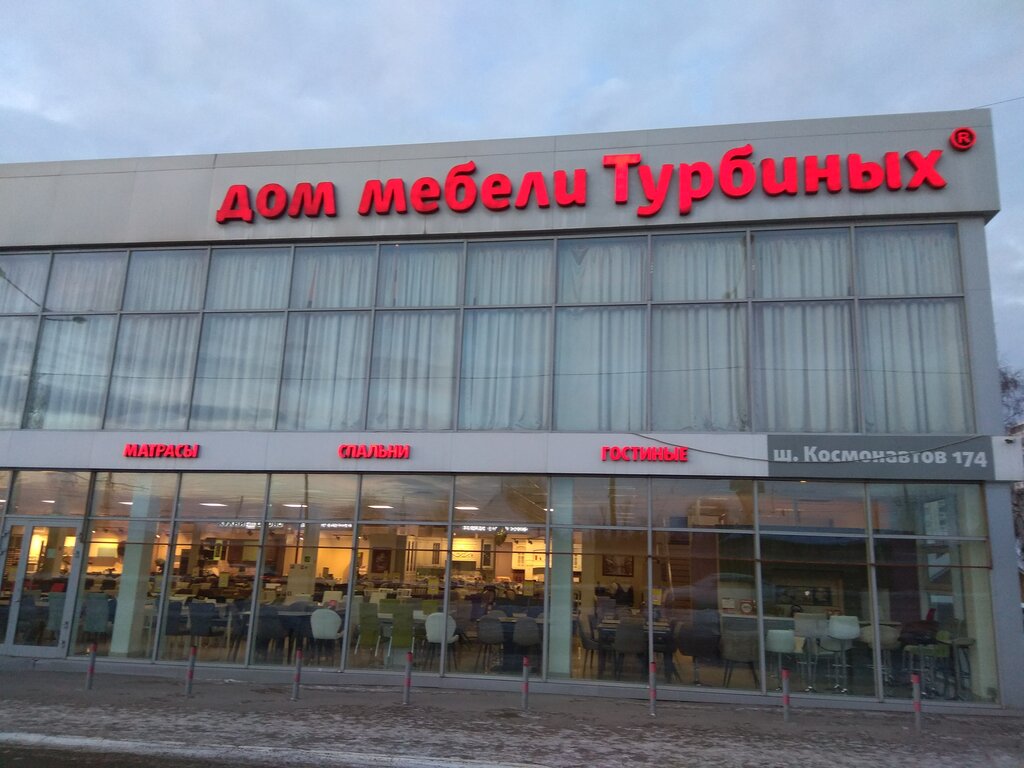 дом мебели Турбиных ®
МАТРАСЫ
СПАЛЬНИ
ГОСТИНЫЕ
ш. Космонавтов 174